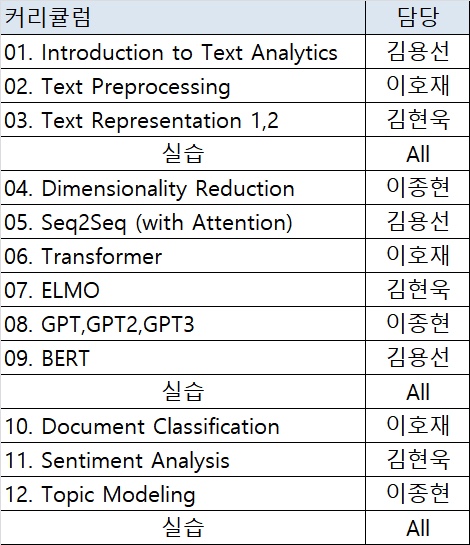 커리큘럼 담당
01. Introduction to Text Analytics 김용선
02. Text Preprocessing 이호재
03. Text Representation 1,2 김현욱
실습 All
04. Dimensionality Reduction 이종현
05. Seq2Seq (with Attention) 김용선
06. Transformer 이호재
07. ELMO 김현욱
08. GPT,GPT2,GPT3 이종현
09. BERT 김용선
실습 All
10. Document Classification 이호재
11. Sentiment Analysis 김현욱
12. Topic Modeling 이종현
실습 All